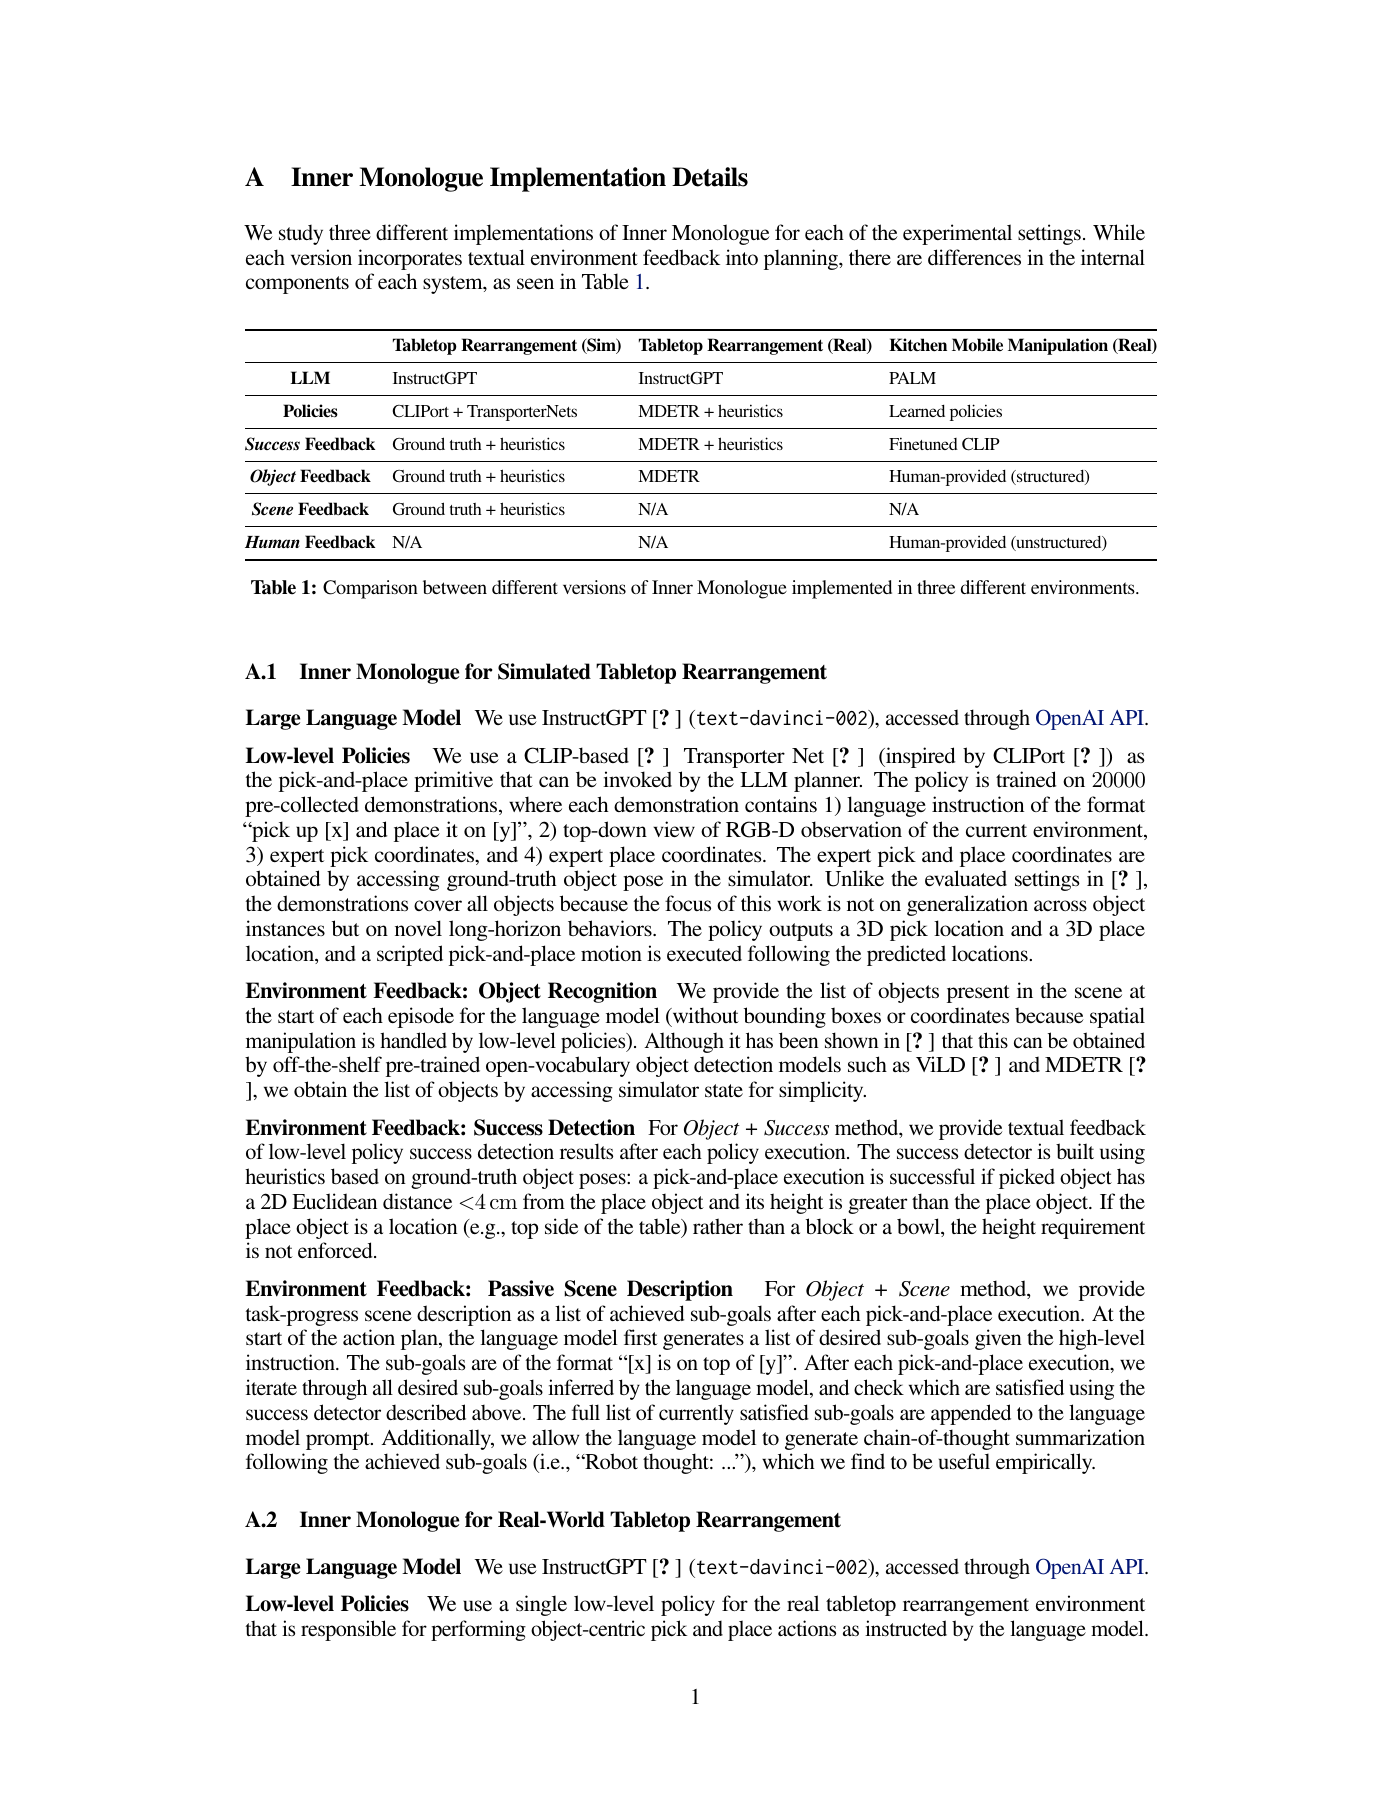 A Inner Monologue Implementation Details
We study three different implementations of Inner Monologue for each of the experimental settings. While
each version incorporates textual environment feedback into planning, there are differences in the internal
components of each system, as seen in Table 1.
Tabletop Rearrangement (Sim) Tabletop Rearrangement (Real) Kitchen Mobile Manipulation (Real)
LLM InstructGPT InstructGPT PALM
Policies CLIPort + TransporterNets MDETR + heuristics Learned policies
Success Feedback Ground truth + heuristics MDETR + heuristics Finetuned CLIP
Object Feedback Ground truth + heuristics MDETR Human-provided (structured)
Scene Feedback Ground truth + heuristics N/A N/A
Human Feedback N/A N/A Human-provided (unstructured)
Table 1: Comparison between different versions of Inner Monologue implemented in three different environments.
A.1 Inner Monologue for Simulated Tabletop Rearrangement
Large Language Model We use InstructGPT [? ] (text-davinci-002), accessed through OpenAI API.
Low-level Policies We use a CLIP-based [? ] Transporter Net [? ] (inspired by CLIPort [? ]) as
the pick-and-place primitive that can be invoked by the LLM planner. The policy is trained on 20000
pre-collected demonstrations, where each demonstration contains 1) language instruction of the format
“pick up [x] and place it on [y]”, 2) top-down view of RGB-D observation of the current environment,
3) expert pick coordinates, and 4) expert place coordinates. The expert pick and place coordinates are
obtained by accessing ground-truth object pose in the simulator. Unlike the evaluated settings in [? ],
the demonstrations cover all objects because the focus of this work is not on generalization across object
instances but on novel long-horizon behaviors. The policy outputs a 3D pick location and a 3D place
location, and a scripted pick-and-place motion is executed following the predicted locations.
Environment Feedback: Object Recognition We provide the list of objects present in the scene at
the start of each episode for the language model (without bounding boxes or coordinates because spatial
manipulation is handled by low-level policies). Although it has been shown in [? ] that this can be obtained
by off-the-shelf pre-trained open-vocabulary object detection models such as ViLD [? ] and MDETR [?
], we obtain the list of objects by accessing simulator state for simplicity.
Environment Feedback: Success Detection For Object + Success method, we provide textual feedback
of low-level policy success detection results after each policy execution. The success detector is built using
heuristics based on ground-truth object poses: a pick-and-place execution is successful if picked object has
a 2D Euclidean distance <4 cm from the place object and its height is greater than the place object. If the
place object is a location (e.g., top side of the table) rather than a block or a bowl, the height requirement
is not enforced.
Environment Feedback: Passive Scene Description For Object + Scene method, we provide
task-progress scene description as a list of achieved sub-goals after each pick-and-place execution. At the
start of the action plan, the language model first generates a list of desired sub-goals given the high-level
instruction. The sub-goals are of the format “[x] is on top of [y]”. After each pick-and-place execution, we
iterate through all desired sub-goals inferred by the language model, and check which are satisfied using the
success detector described above. The full list of currently satisfied sub-goals are appended to the language
model prompt. Additionally, we allow the language model to generate chain-of-thought summarization
following the achieved sub-goals (i.e., “Robot thought: ...”), which we find to be useful empirically.
A.2 Inner Monologue for Real-World Tabletop Rearrangement
Large Language Model We use InstructGPT [? ] (text-davinci-002), accessed through OpenAI API.
Low-level Policies We use a single low-level policy for the real tabletop rearrangement environment
that is responsible for performing object-centric pick and place actions as instructed by the language model.
1